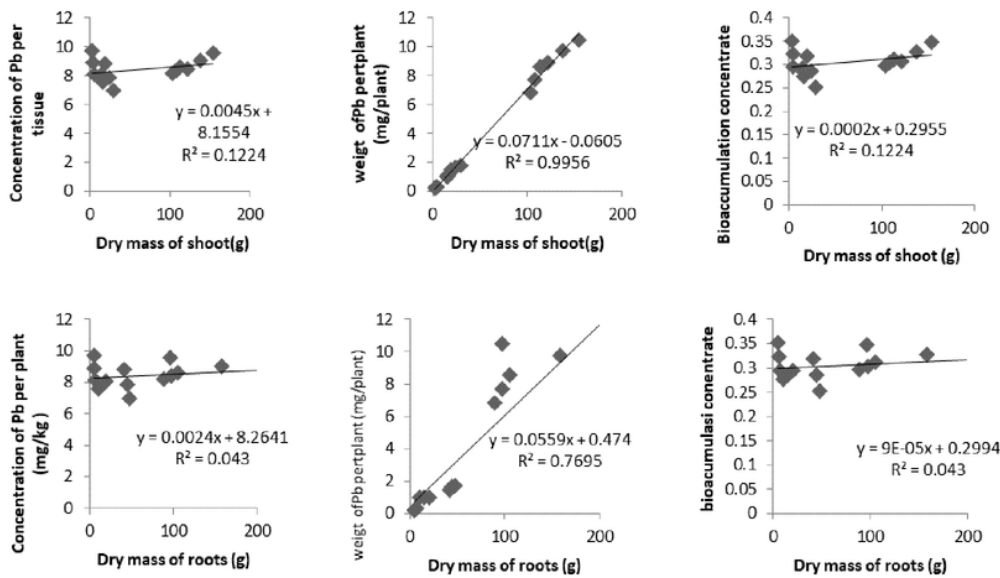 Concentration of Pb per
tissue
12
10
8
6
4
2
0
y = 0.0045x +
8.1554
R² = 0.1224
0
100
200
Dry mass of shoot(g)
weigt ofPb pertplant
(mg/plant)
12
10
8
6
4
2
0
y = 0.0711x - 0.0605
R² = 0.9956
0
100
200
Dry mass of shoot(g)
Bioaccumulation concentrate
0.4
0.35
0.3
0.25
0.2
0.15
0.1
0.05
0
y = 0.0002x + 0.2955
R² = 0.1224
0
100
200
Dry mass of shoot (g)
Concentration of Pb per plant
(mg/kg)
12
10
8
6
4
2
0
y = 0.0024x + 8.2641
R² = 0.043
0
100
200
Dry mass of roots (g)
weigt ofPb pertplant (mg/plant)
12
10
8
6
4
2
0
y = 0.0559x + 0.474
R² = 0.7695
0
100
200
Dry mass of roots (g)
bioacumulasi conentrate
0.4
0.35
0.3
0.25
0.2
0.15
0.1
0.05
0
y = 9E-05x + 0.2994
R² = 0.043
0
100
200
Dry mass of roots (g)